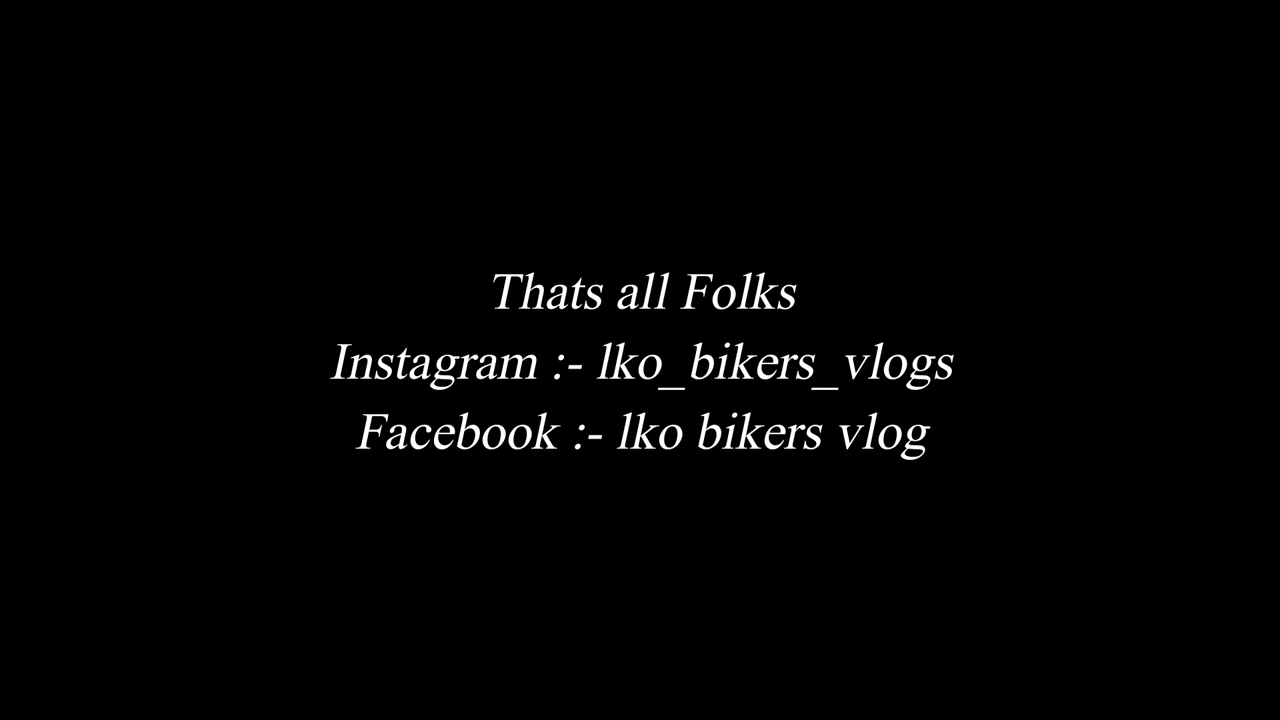 Thats all Folks
Instagram :- lko_bikers_vlogs
Facebook :- lko bikers vlog